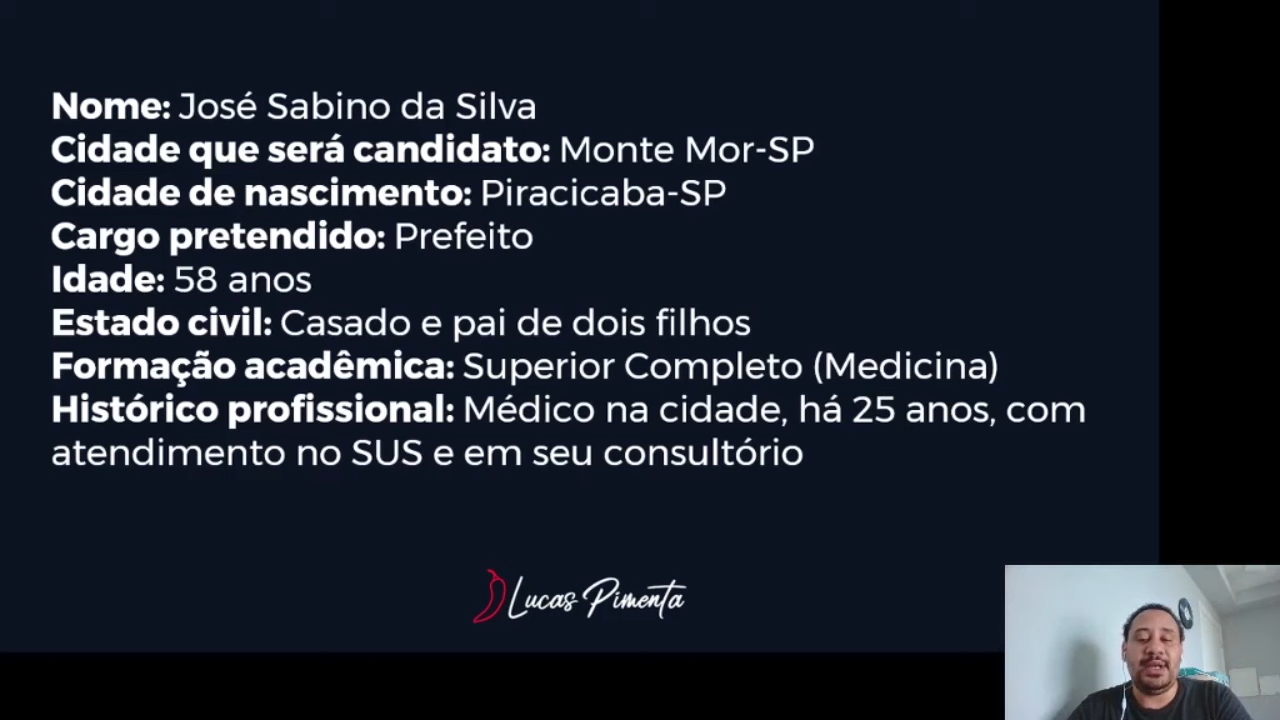 Nome: José Sabino da Silva
Cidade que será candidato: Monte Mor-SP
Cidade de nascimento: Piracicaba-SP
Cargo pretendido: Prefeito
Idade: 58 anos
Estado civil: Casado e pai de dois filhos
Formação acadêmica: Superior Completo (Medicina)
Histórico profissional: Médico na cidade, há 25 anos, com
atendimento no SUS e em seu consultório
Lucas Pimenta